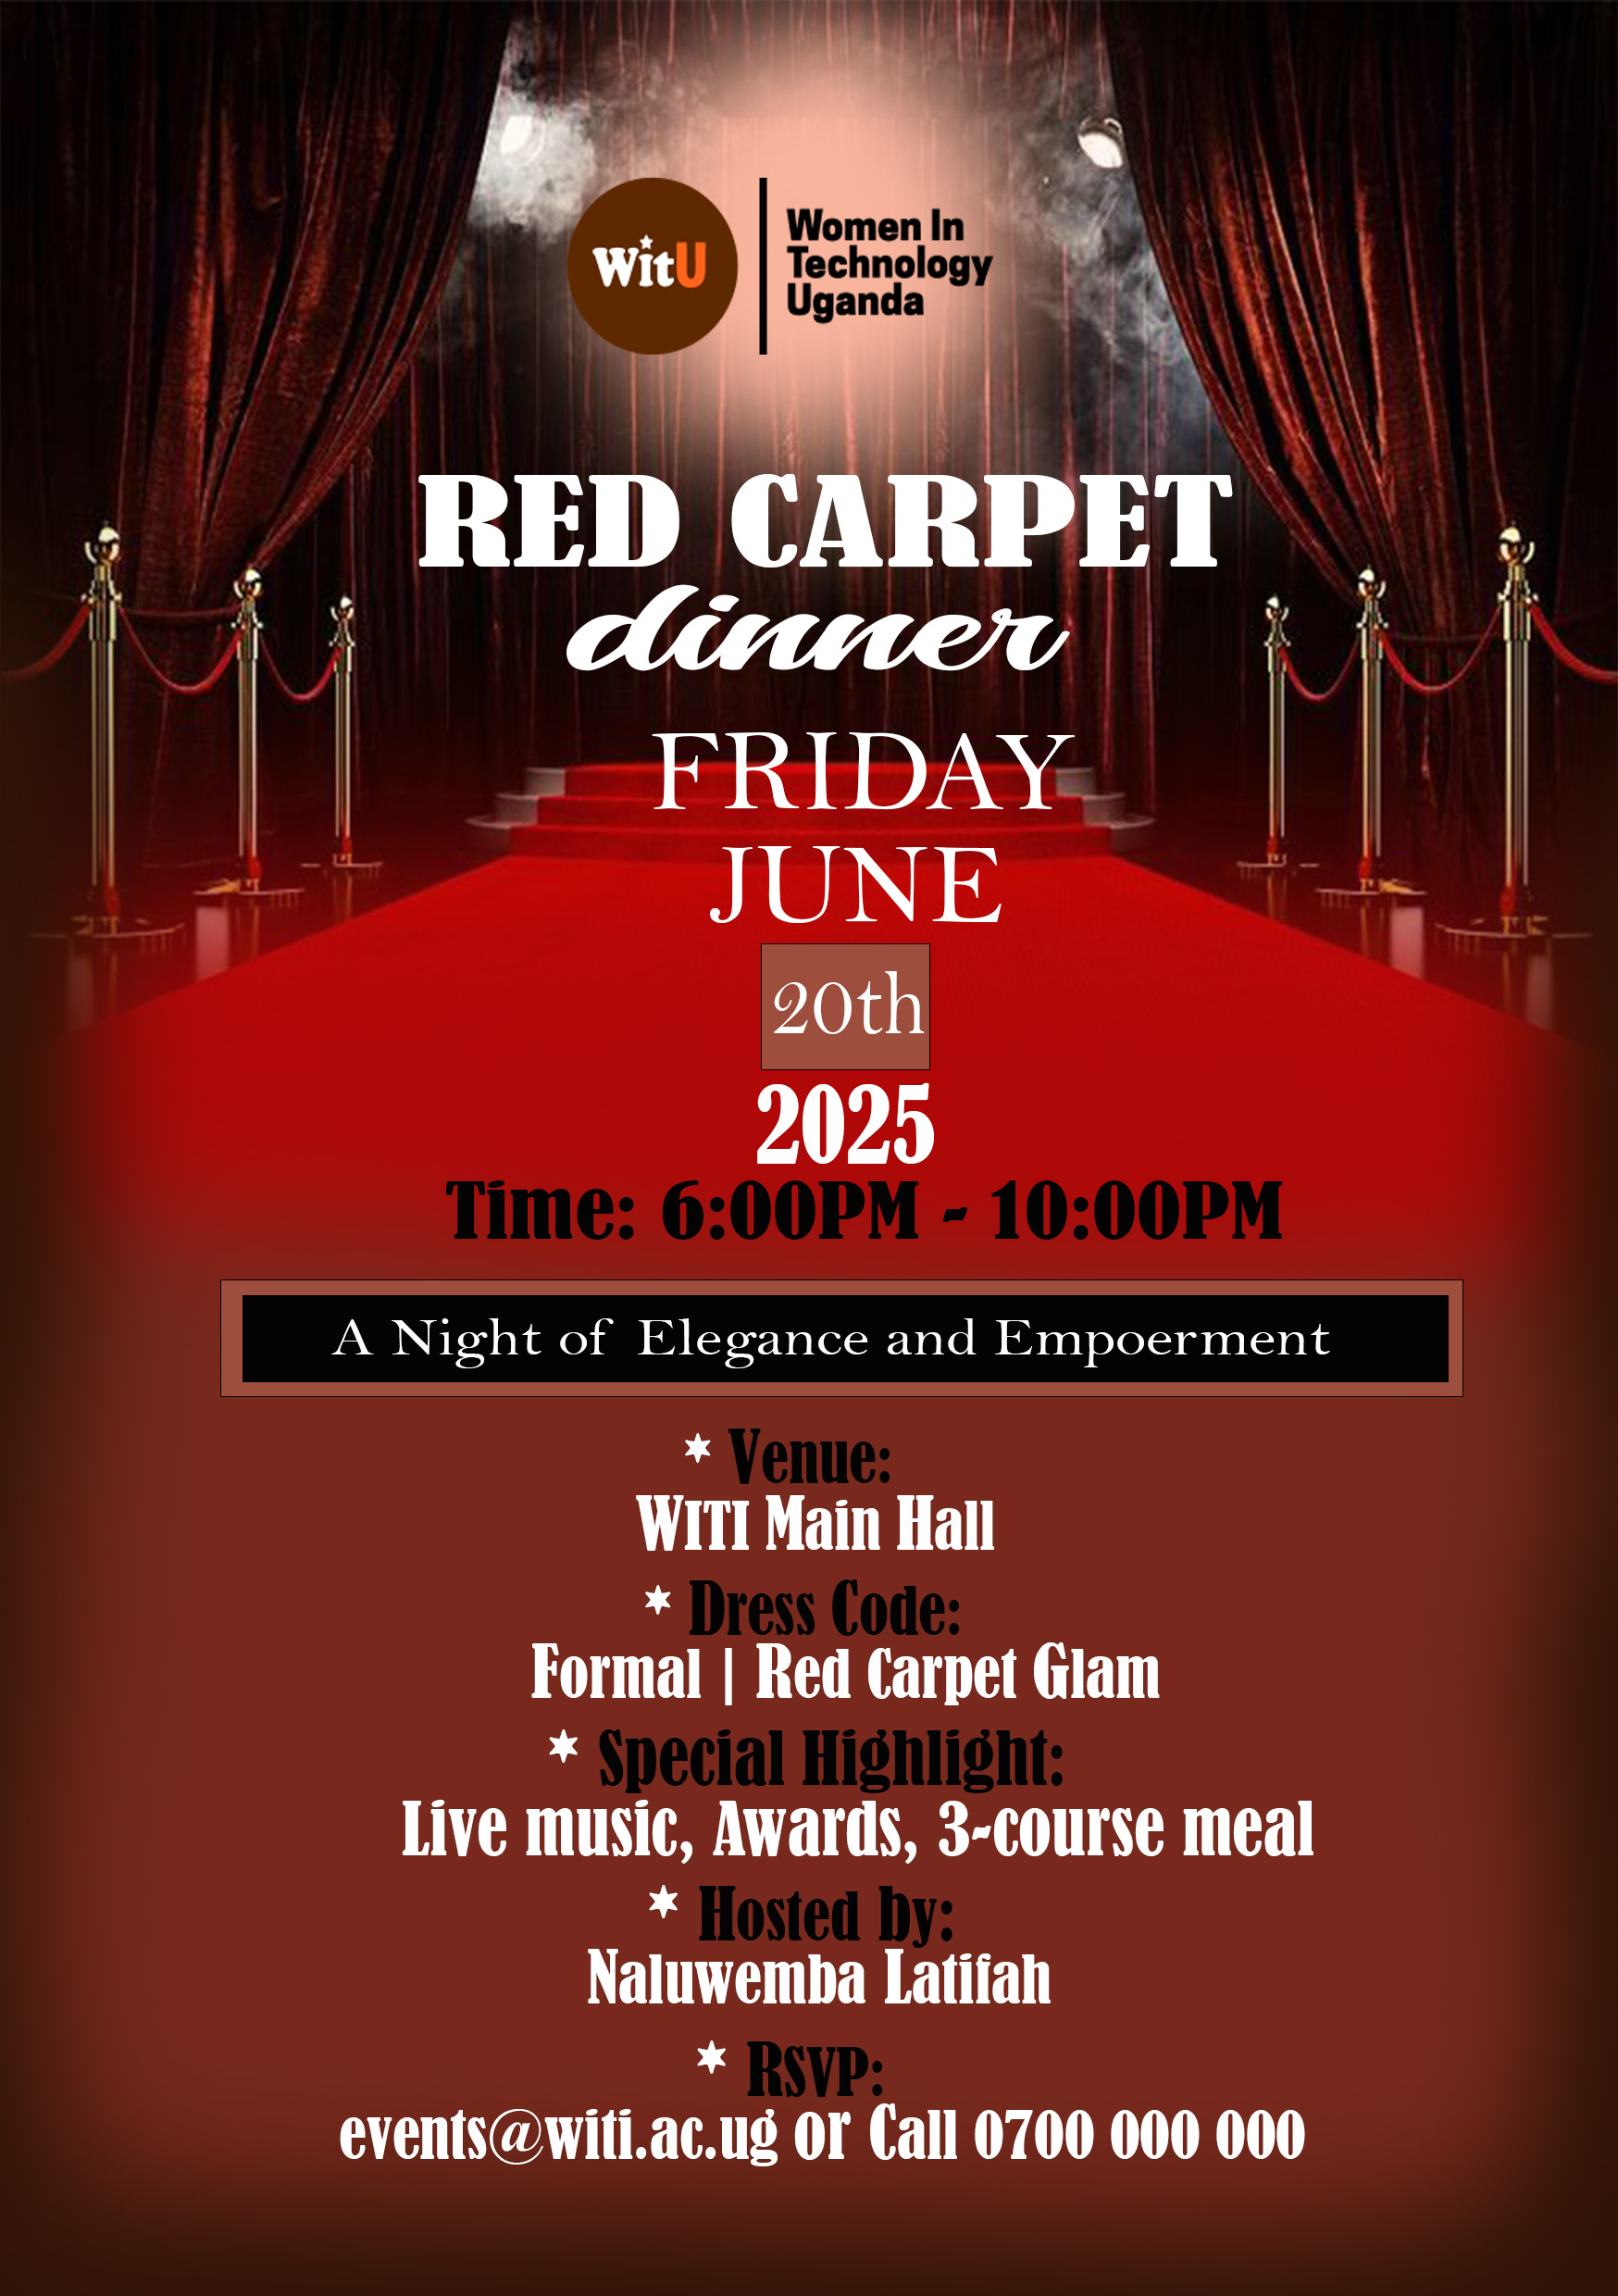 WitU
Women In
Technology
Uganda
RED CARPET
dinner
FRIDAY
JUNE
20th
2025
Time: 6:00PM - 10:00PM
A Night of Elegance and Empoerment
* Venue:
WITI Main Hall
* Dress Code:
Formal | Red Carpet Glam
* Special Highlight:
Live music, Awards, 3-course meal
* Hosted by:
Naluwemba Latifah
* RSVP:
events@witi.ac.ug or Call 0700 000 000